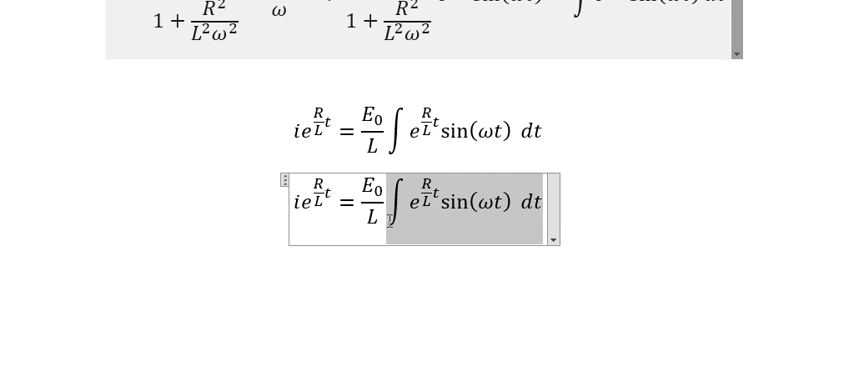 1 + R²/L²ω² ω 1 + R²/L²ω²
ie^(R/L t) = E₀/L ∫ e^(R/L t) sin(ωt) dt
ie^(R/L t) = E₀/L ∫ e^(R/L t) sin(ωt) dt